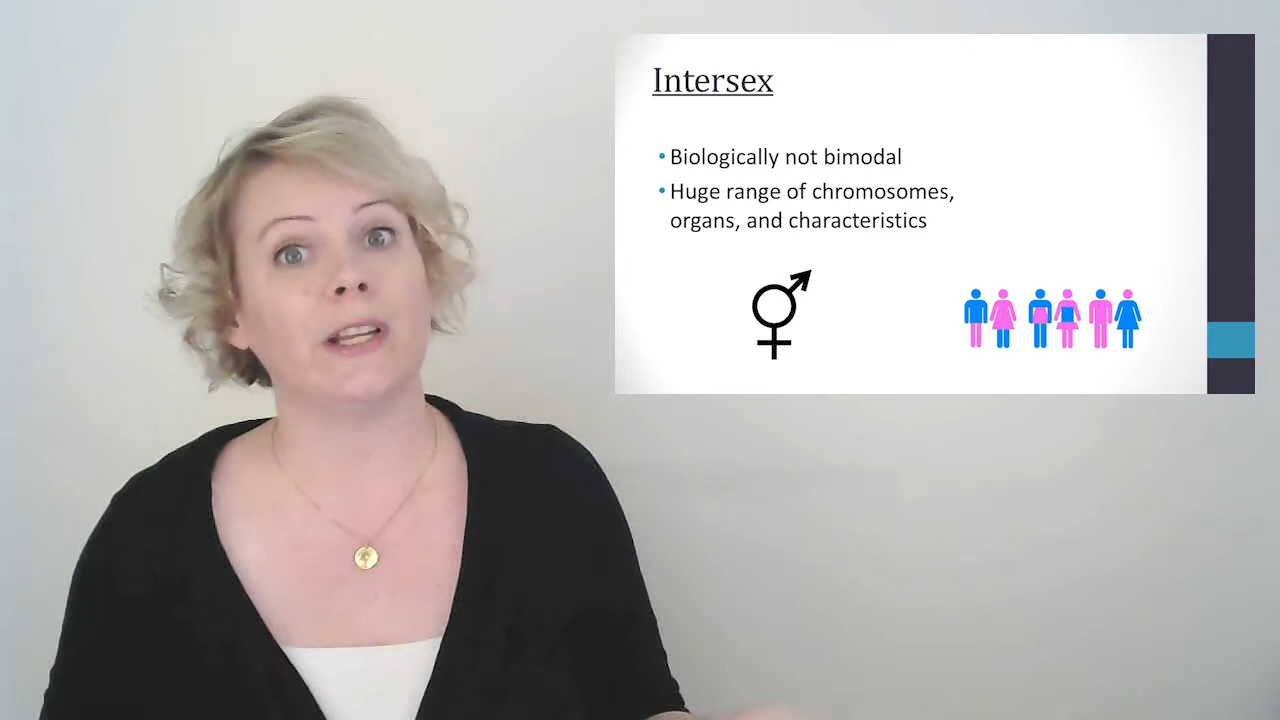 Intersex
• Biologically not bimodal
• Huge range of chromosomes,
organs, and characteristics